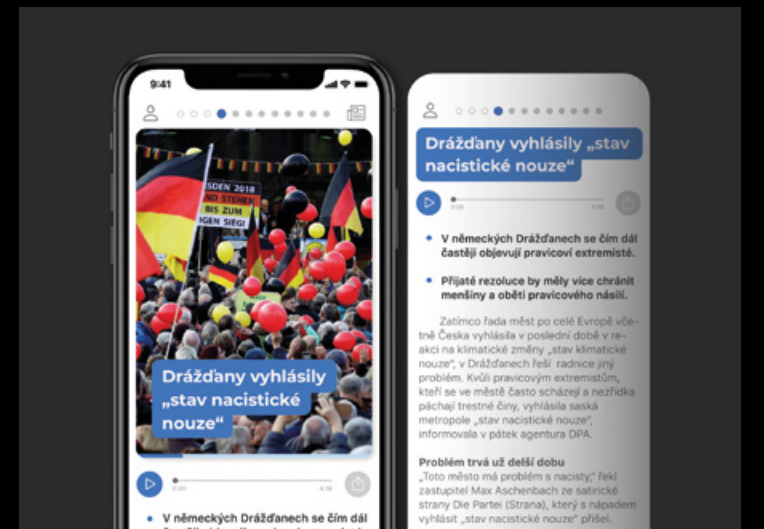 9:41
DEN 2018
ND STEHEN
BIS ZUM
GEN SIEG!
Drážďany vyhlásily
„stav nacistické
nouze“
0:00
4:28
V německých Drážďanech se čím dál
Drážďany vyhlásily „stav
nacistické nouze“
0:00
V německých Drážďanech se čím dál
častěji objevují pravicoví extremisté.
Přijaté rezoluce by měly více chránit
menšiny a oběti pravicového násilí.
Zatímco řada měst po celé Evropě vče-
tně Česka vyhlásila v poslední době v re-
akci na klimatické změny „stav klimatické
nouze“, v Drážďanech řeší radnice jiný
problém. Kvůli pravicovým extremistům,
kteří se ve městě často scházejí a nezřídka
páchají trestné činy, vyhlásila saská
metropole „stav nacistické nouze“,
informovala v pátek agentura DPA.
Problém trvá už delší dobu
„Toto město má problém s nacisty,“ řekl
zastupitel Max Aschenbach ze satirické
strany Die Partei (Strana), který s nápadem
vyhlásit „stav nacistické nouze“ přišel.